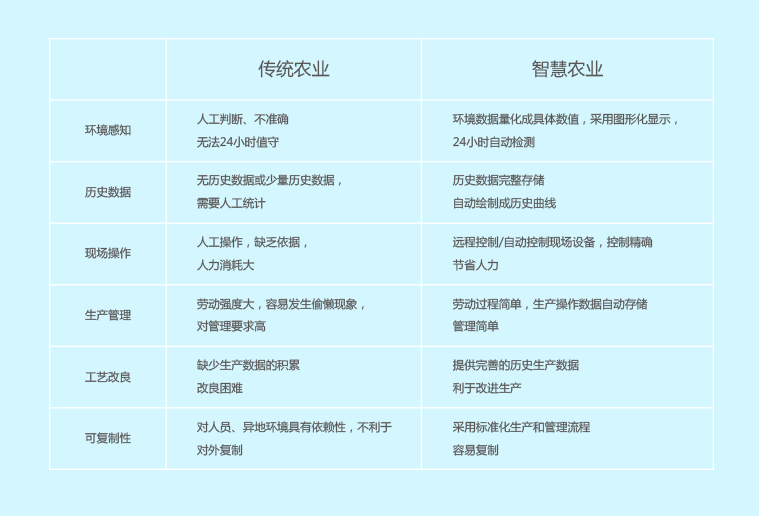 传统农业
智慧农业
环境感知
人工判断、不准确
无法24小时值守
环境数据量化成具体数值，采用图形化显示，
24小时自动检测
历史数据
无历史数据或少量历史数据，
需要人工统计
历史数据完整存储
自动绘制成历史曲线
现场操作
人工操作，缺乏依据，
人力消耗大
远程控制/自动控制现场设备，控制精确
节省人力
生产管理
劳动强度大，容易发生偷懒现象，
对管理要求高
劳动过程简单，生产操作数据自动存储
管理简单
工艺改良
缺少生产数据的积累
改良困难
提供完善的历史生产数据
利于改进生产
可复制性
对人员、异地环境具有依赖性，不利于
对外复制
采用标准化生产和管理流程
容易复制